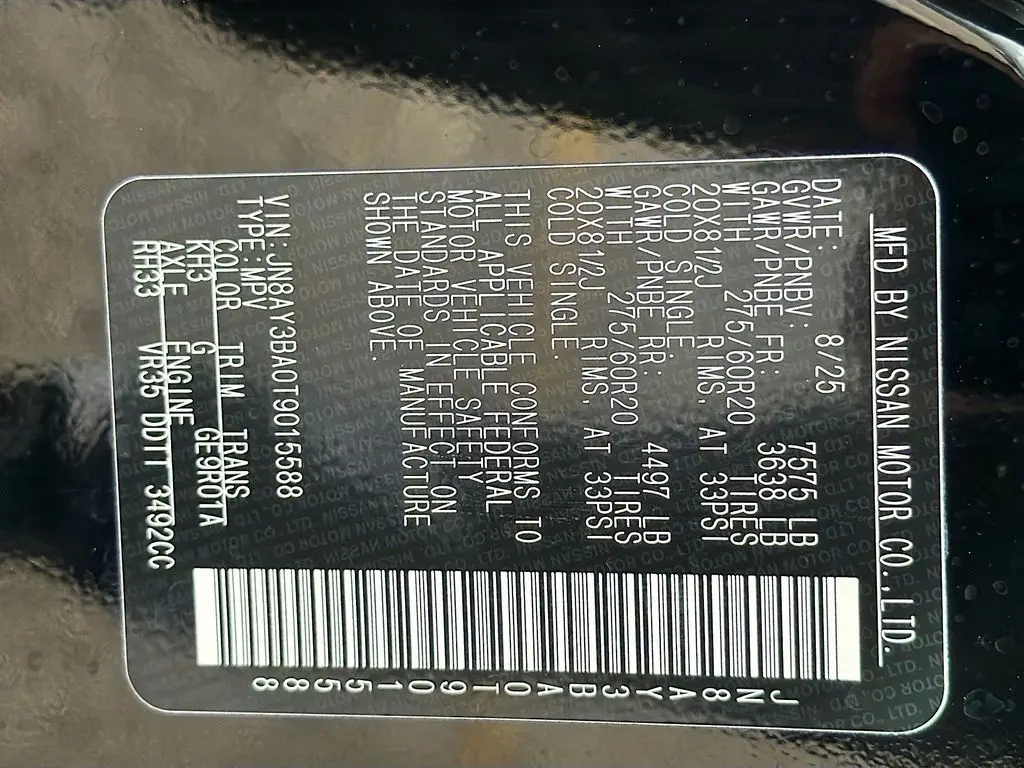 MFD BY NISSAN MOTOR CO.,LTD.
DATE: 8/25
GVWR/PNBV: 7575 LB
GAWR/PNBE FR: 3638 LB
WITH 275/60R20 TIRES
20X81/2J RIMS, AT 33PSI
COLD SINGLE.
GAWR/PNBE RR: 4497 LB
WITH 275/60R20 TIRES
20X81/2J RIMS, AT 33PSI
COLD SINGLE.
THIS VEHICLE CONFORMS TO
ALL APPLICABLE FEDERAL
MOTOR VEHICLE SAFETY
STANDARDS IN EFFECT ON
THE DATE OF MANUFACTURE
SHOWN ABOVE.
VIN:JN8AY3BA0T9015588
TYPE:MPV
COLOR TRIM TRANS
KH3 G GE9R0TA
AXLE ENGINE
RH33 VR35 DDTT 3492CC
JN8AY3BA0T9015588